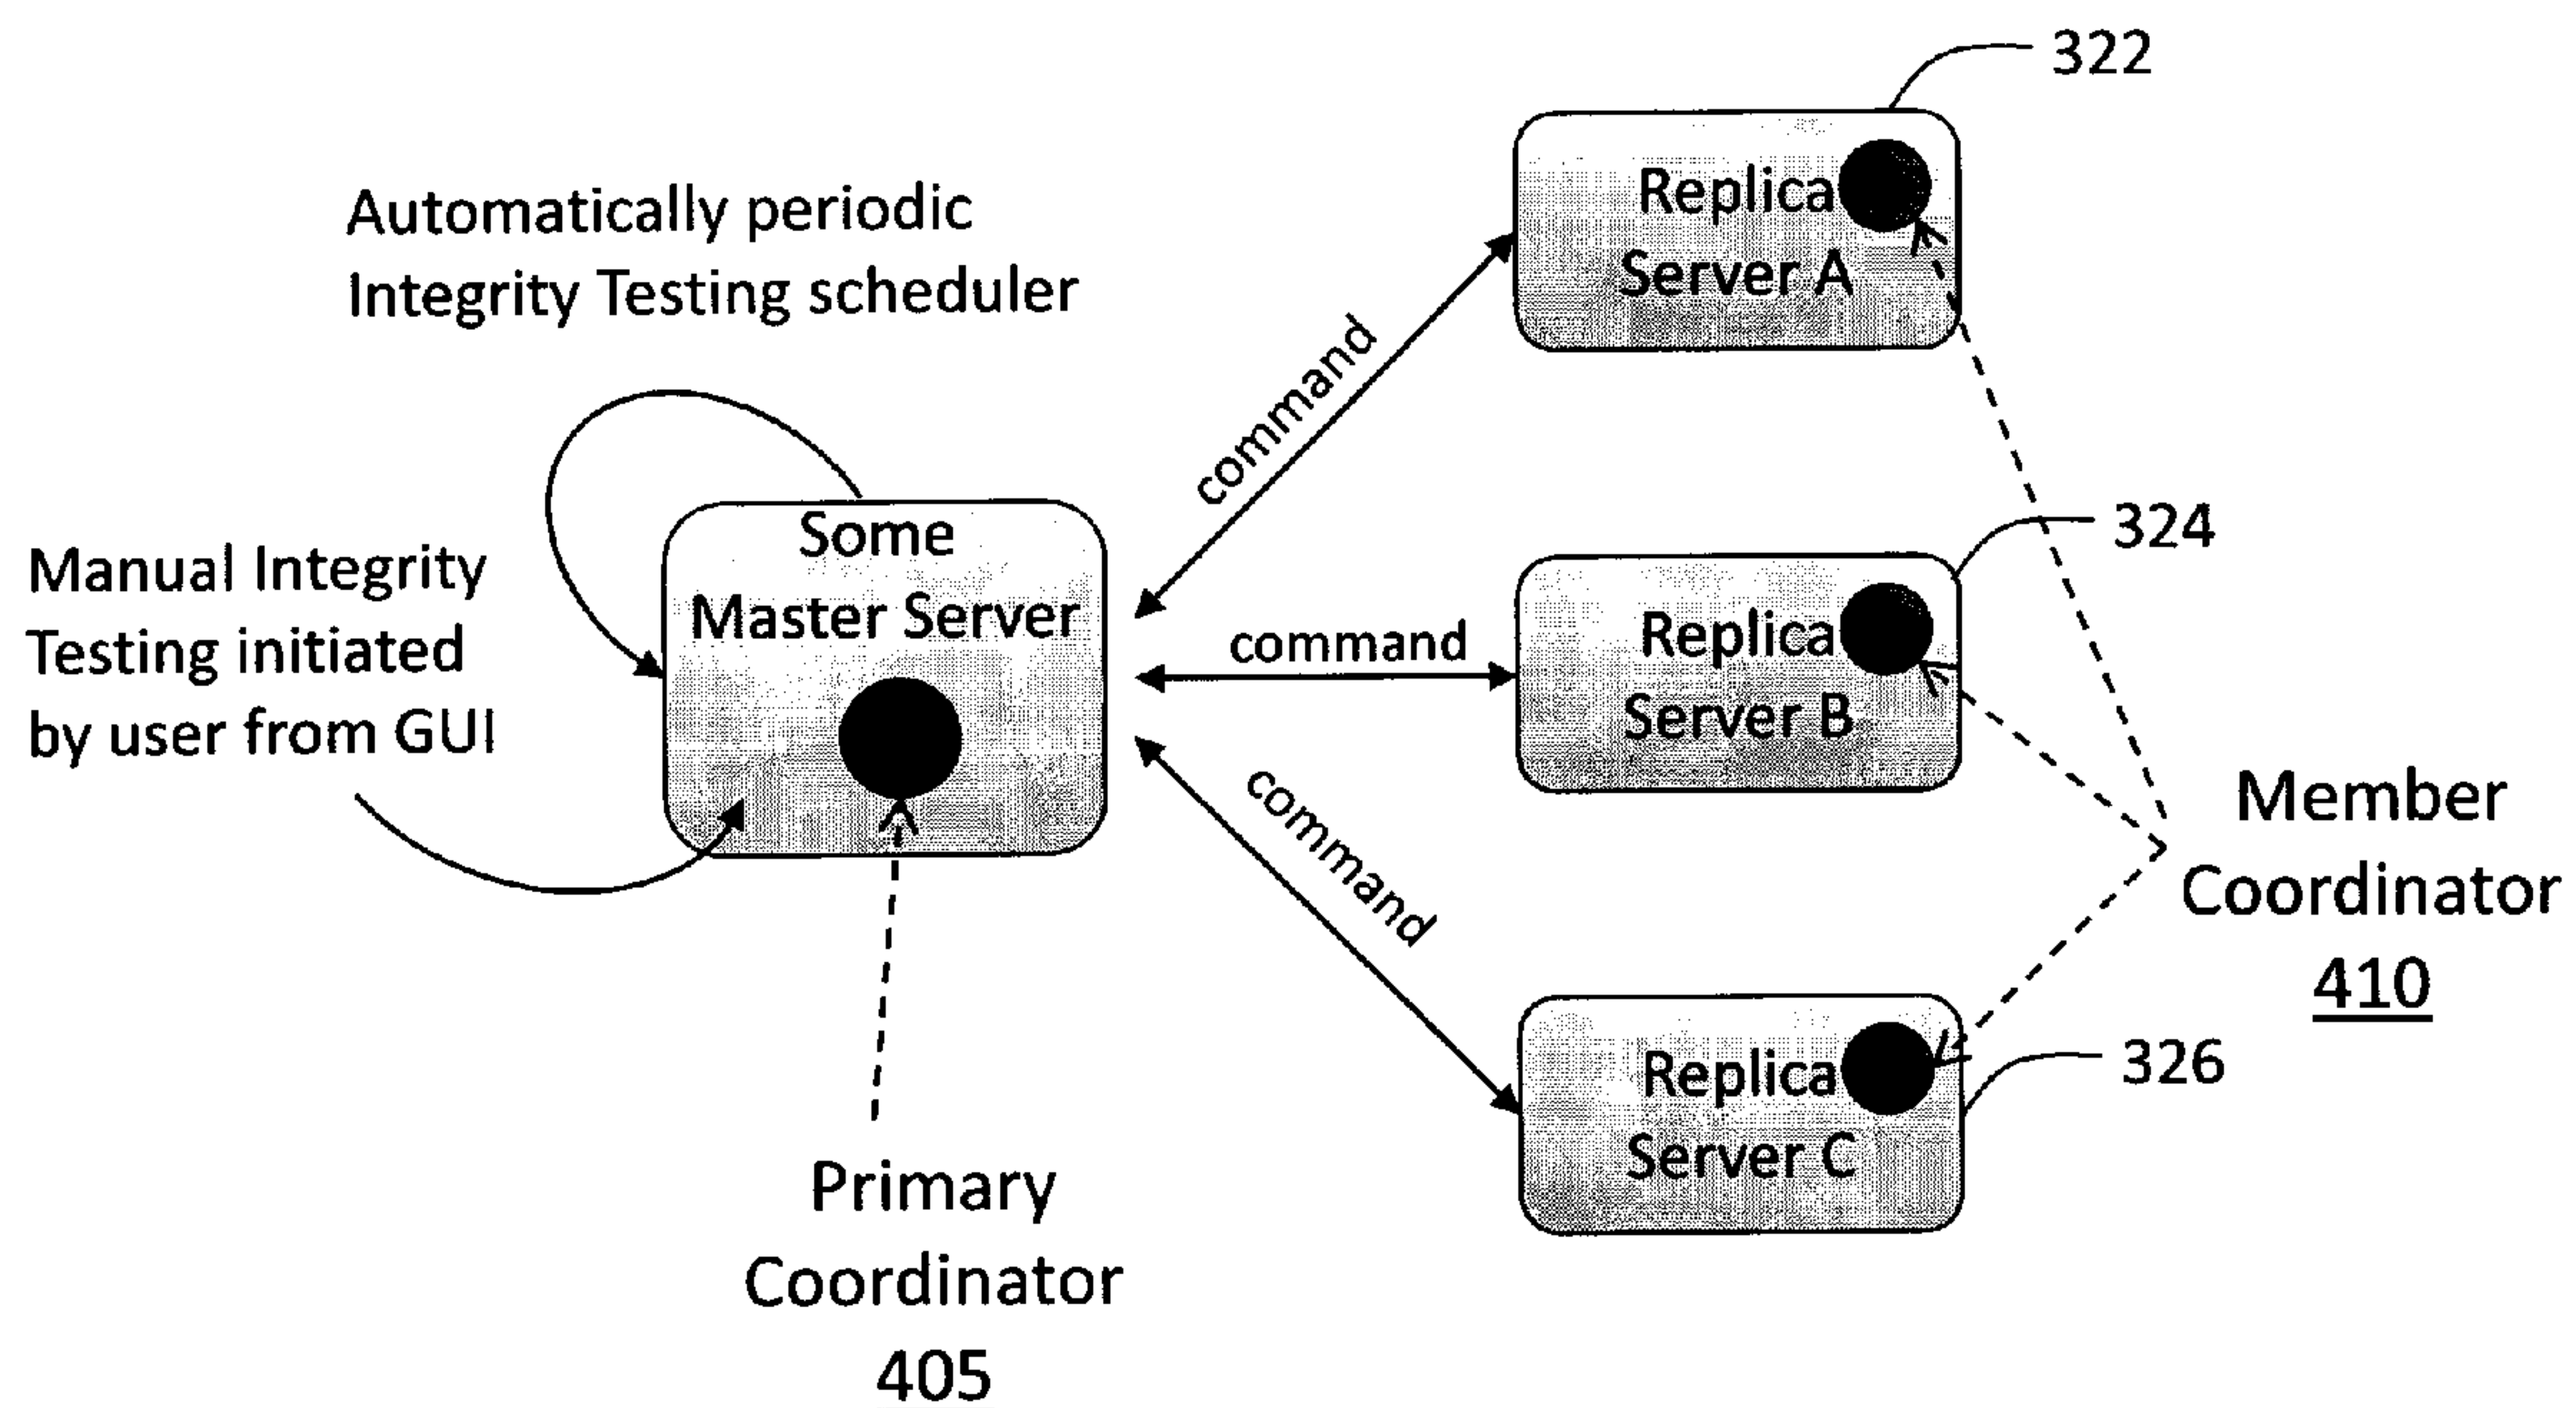 322
Automatically periodic
Integrity Testing scheduler
Replica
Server A
command
Manual Integrity
Testing initiated
by user from GUI
Some
Master Server
command
324
Replica
Server B
command
Member
Coordinator
410
326
Replica
Server C
Primary
Coordinator
405